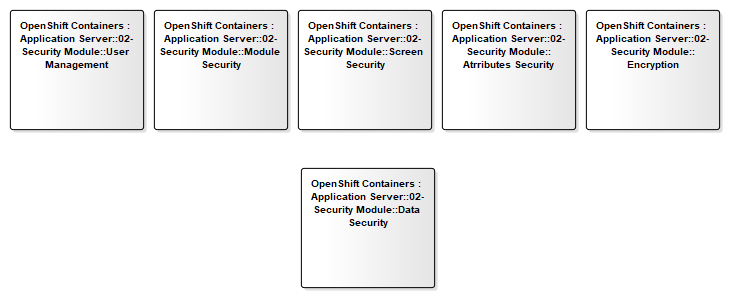 OpenShift Containers :
Application Server::02-
Security Module::User
Management
OpenShift Containers :
Application Server::02-
Security Module::Module
Security
OpenShift Containers :
Application Server::02-
Security Module::Screen
Security
OpenShift Containers :
Application Server::02-
Security Module::
Atrributes Security
OpenShift Containers :
Application Server::02-
Security Module::
Encryption
OpenShift Containers :
Application Server::02-
Security Module::Data
Security